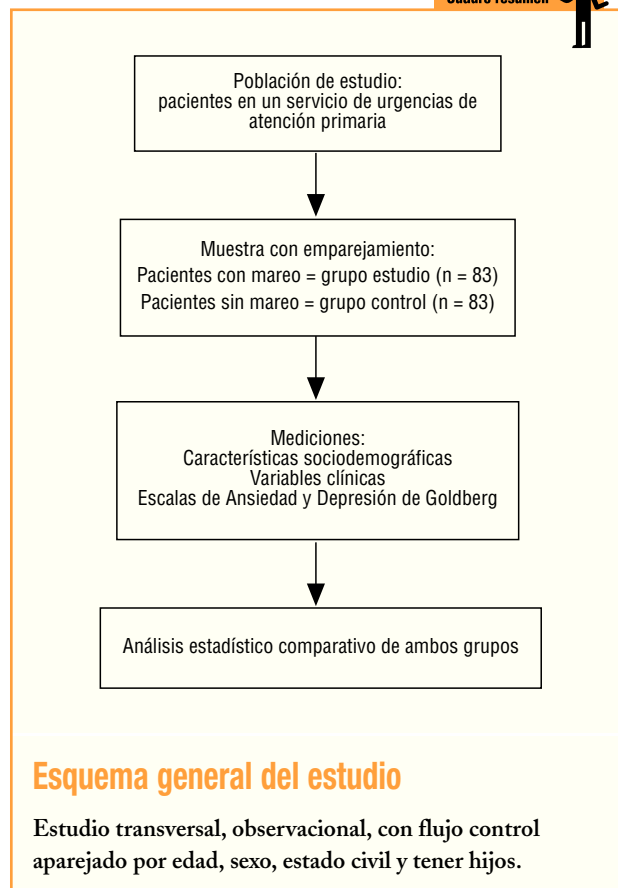 Cuadro resumen
Población de estudio:
pacientes en un servicio de urgencias de
atención primaria
Muestra con emparejamiento:
Pacientes con mareo = grupo estudio (n = 83)
Pacientes sin mareo = grupo control (n = 83)
Mediciones:
Características sociodemográficas
Variables clínicas
Escalas de Ansiedad y Depresión de Goldberg
Análisis estadístico comparativo de ambos grupos
Esquema general del estudio
Estudio transversal, observacional, con flujo control
aparejado por edad, sexo, estado civil y tener hijos.